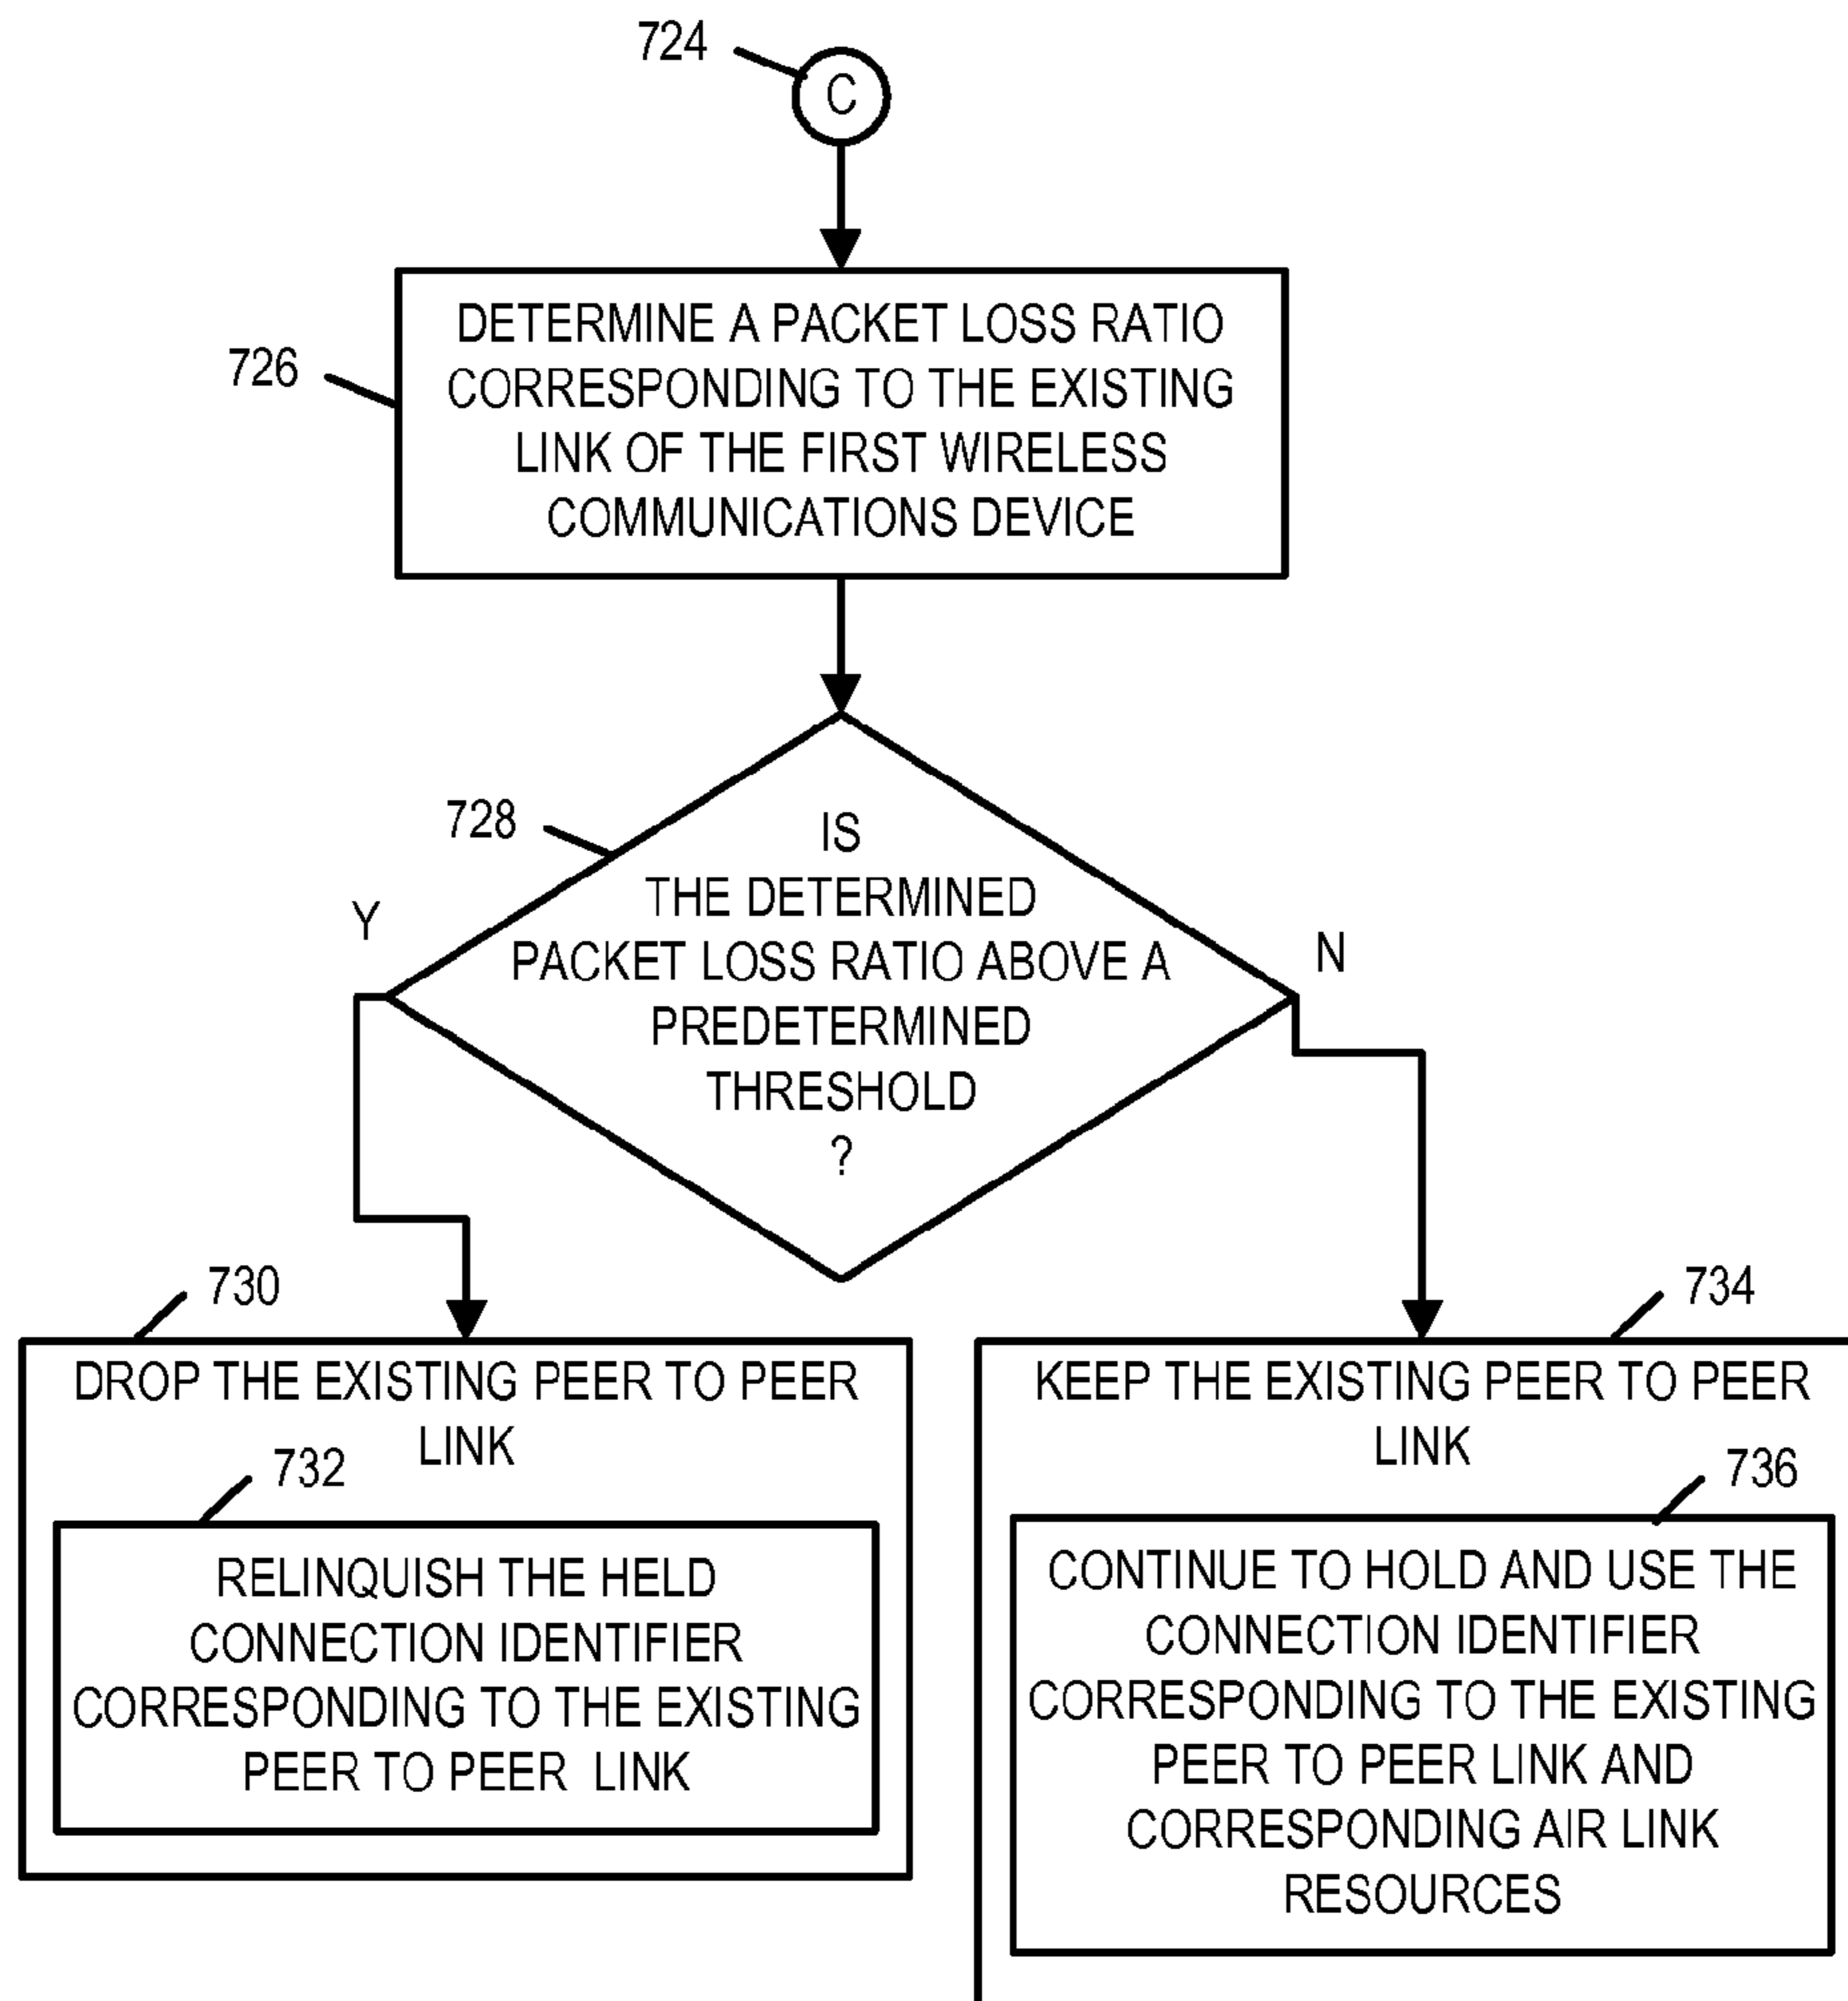 724
C
726
DETERMINE A PACKET LOSS RATIO
CORRESPONDING TO THE EXISTING
LINK OF THE FIRST WIRELESS
COMMUNICATIONS DEVICE
728
Y
N
IS
THE DETERMINED
PACKET LOSS RATIO ABOVE A
PREDETERMINED
THRESHOLD
?
730
DROP THE EXISTING PEER TO PEER
LINK
732
RELINQUISH THE HELD
CONNECTION IDENTIFIER
CORRESPONDING TO THE EXISTING
PEER TO PEER LINK
734
KEEP THE EXISTING PEER TO PEER
LINK
736
CONTINUE TO HOLD AND USE THE
CONNECTION IDENTIFIER
CORRESPONDING TO THE EXISTING
PEER TO PEER LINK AND
CORRESPONDING AIR LINK
RESOURCES